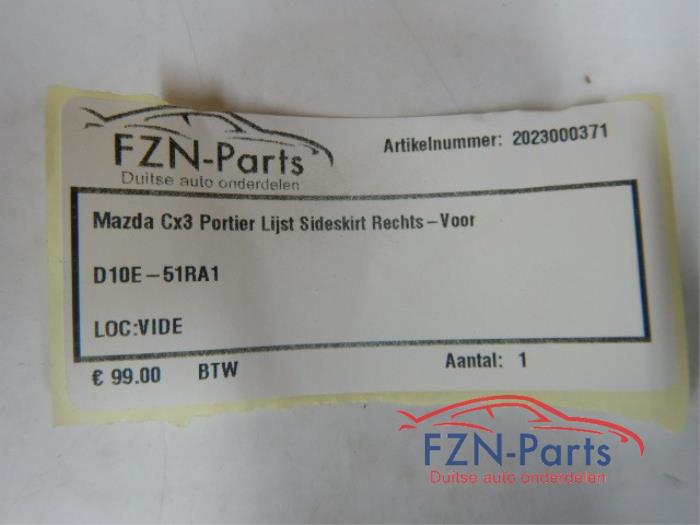 FZN-Parts
Duitse auto onderdelen
Artikelnummer: 2023000371
Mazda Cx3 Portier Lijst Sideskirt Rechts-Voor
D10E-51RA1
LOC:VIDE
€ 99.00 BTW Aantal: 1
FZN-Parts
Duitse auto onderdelen